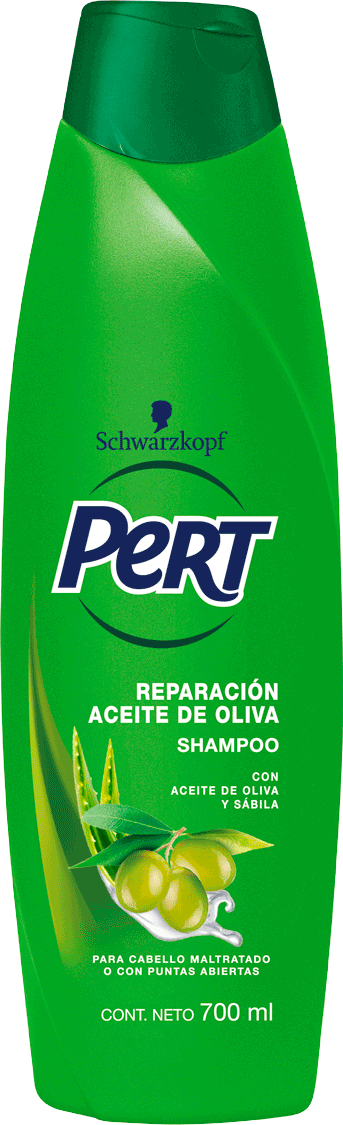 Schwarzkopf
PERT
REPARACIÓN
ACEITE DE OLIVA
SHAMPOO
CON
ACEITE DE OLIVA
Y SÁBILA
PARA CABELLO MALTRATADO
O CON PUNTAS ABIERTAS
CONT. NETO 700 ml